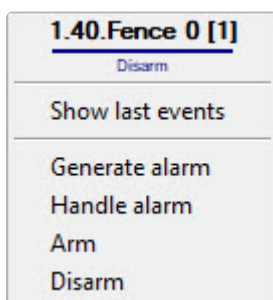 1.40.Fence 0 [1]
Disarm
Show last events
Generate alarm
Handle alarm
Arm
Disarm